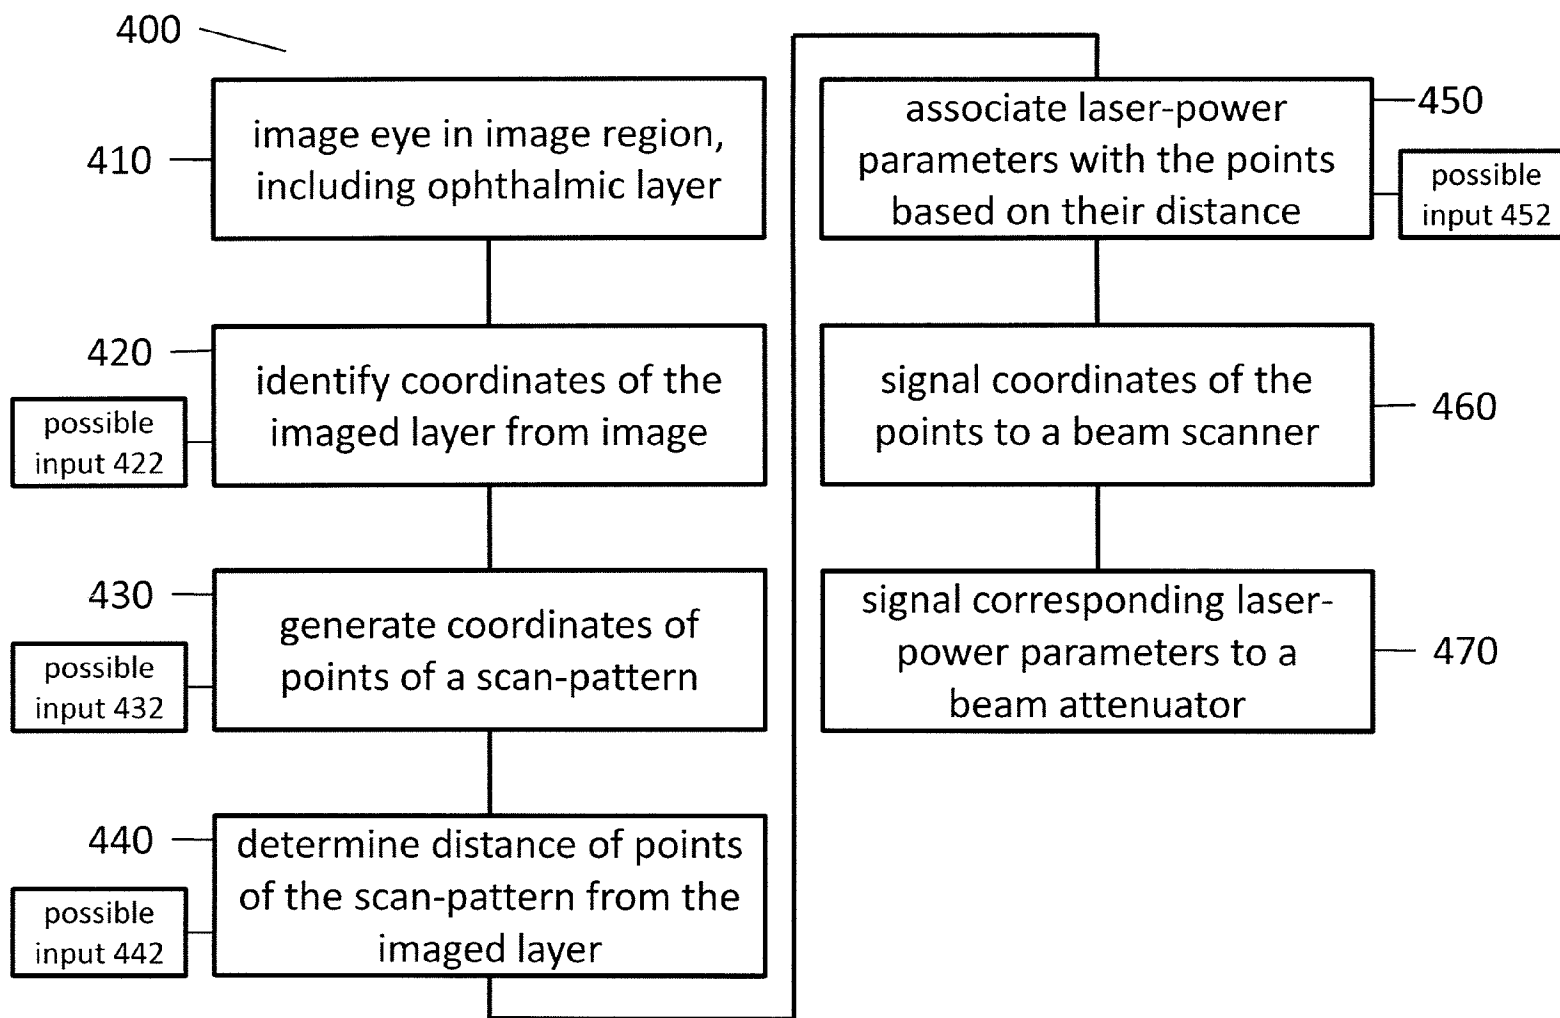 400
410
image eye in image region,
including ophthalmic layer
420
identify coordinates of the
imaged layer from image
possible
input 422
430
generate coordinates of
points of a scan-pattern
possible
input 432
440
determine distance of points
of the scan-pattern from the
imaged layer
possible
input 442
450
associate laser-power
parameters with the points
based on their distance
possible
input 452
signal coordinates of the
points to a beam scanner
460
signal corresponding laser-
power parameters to a
beam attenuator
470